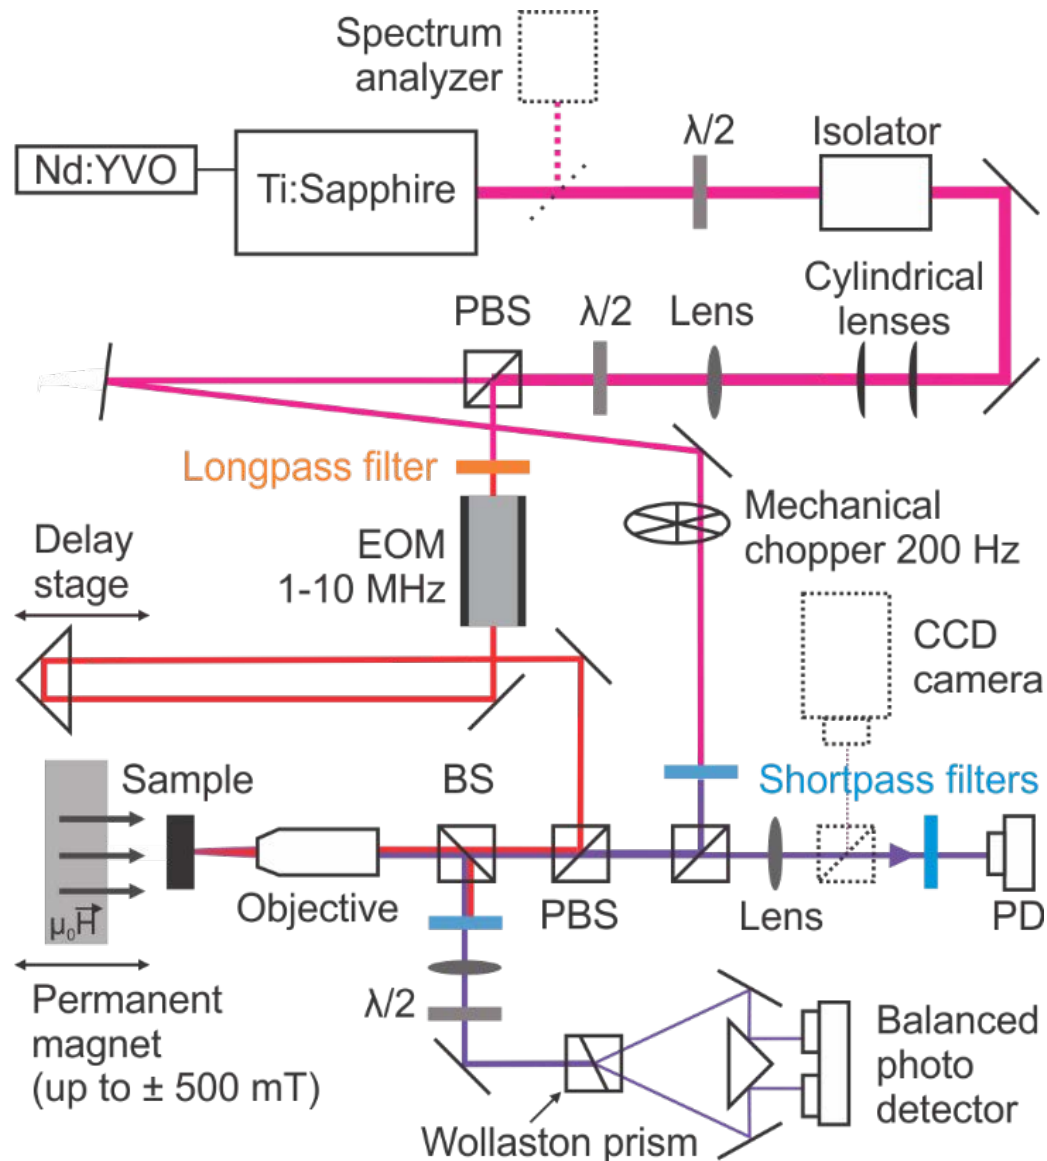 Spectrum
analyzer
Nd:YVO
Ti:Sapphire
λ/2
Isolator
PBS
λ/2
Lens
Cylindrical
lenses
Longpass filter
EOM
1-10 MHz
Mechanical
chopper 200 Hz
Delay
stage
CCD
camera
Sample
BS
Shortpass filters
Objective
PBS
Lens
PD
μ₀H⃗
Permanent
magnet
(up to ± 500 mT)
λ/2
Wollaston prism
Balanced
photo
detector